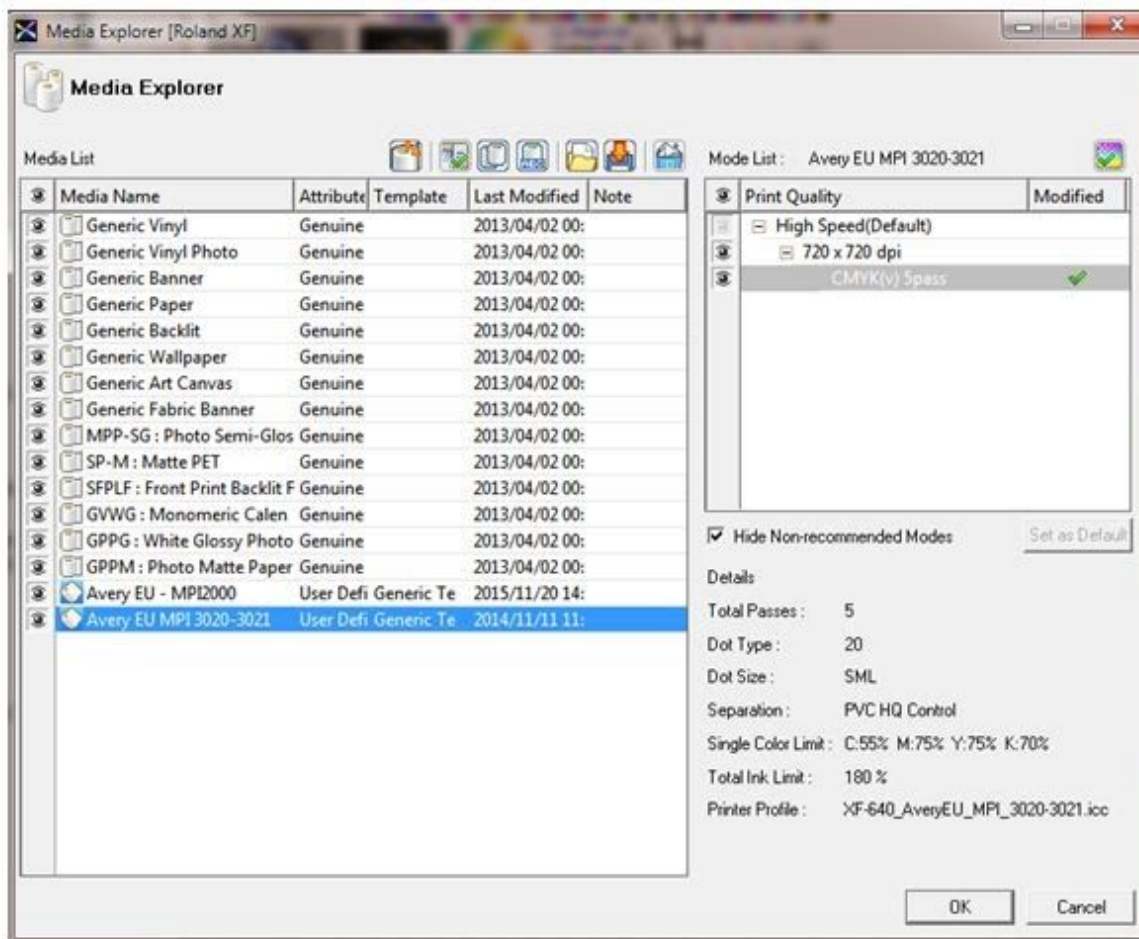 Media Explorer [Roland XF]
Media Explorer
Media List
Mode List : Avery EU MPI 3020-3021
Media Name Attribute Template Last Modified Note
Print Quality Modified
Generic Vinyl Genuine 2013/04/02 00:
High Speed(Default)
Generic Vinyl Photo Genuine 2013/04/02 00:
720 x 720 dpi
Generic Banner Genuine 2013/04/02 00:
CMYK(v) 5pass
Generic Paper Genuine 2013/04/02 00:
Generic Backlit Genuine 2013/04/02 00:
Generic Wallpaper Genuine 2013/04/02 00:
Generic Art Canvas Genuine 2013/04/02 00:
Generic Fabric Banner Genuine 2013/04/02 00:
MPP-SG : Photo Semi-Glos Genuine 2013/04/02 00:
SP-M : Matte PET Genuine 2013/04/02 00:
SFPLF : Front Print Backlit F Genuine 2013/04/02 00:
GVWG : Monomeric Calen Genuine 2013/04/02 00:
GPPG : White Glossy Photo Genuine 2013/04/02 00:
GPPM : Photo Matte Paper Genuine 2013/04/02 00:
Avery EU - MPI2000 User Defi Generic Te 2015/11/20 14:
Avery EU MPI 3020-3021 User Defi Generic Te 2014/11/11 11:
Hide Non-recommended Modes
Set as Default
Details
Total Passes : 5
Dot Type : 20
Dot Size : SML
Separation : PVC HQ Control
Single Color Limit : C:55% M:75% Y:75% K:70%
Total Ink Limit : 180 %
Printer Profile : XF-640_AveryEU_MPI_3020-3021.icc
OK Cancel